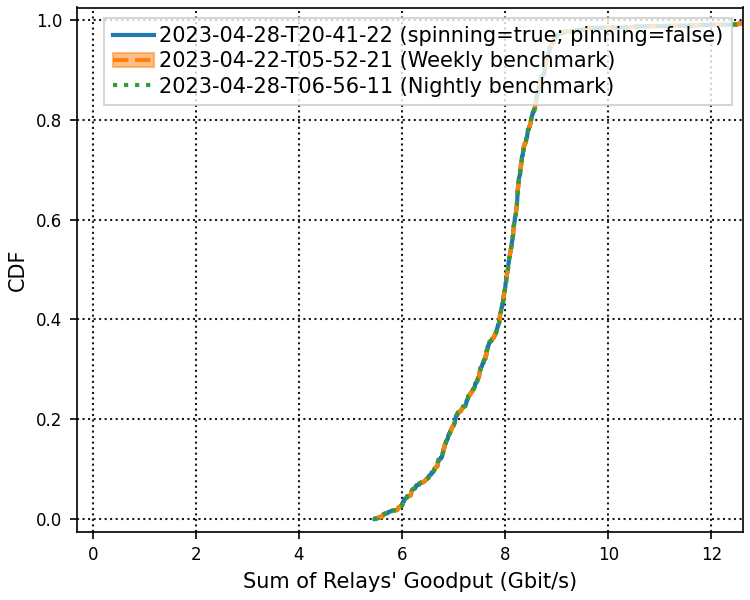 1.0
0.8
0.6
0.4
0.2
0.0
CDF
2023-04-28-T20-41-22 (spinning=true; pinning=false)
2023-04-22-T05-52-21 (Weekly benchmark)
2023-04-28-T06-56-11 (Nightly benchmark)
0 2 4 6 8 10 12
Sum of Relays' Goodput (Gbit/s)